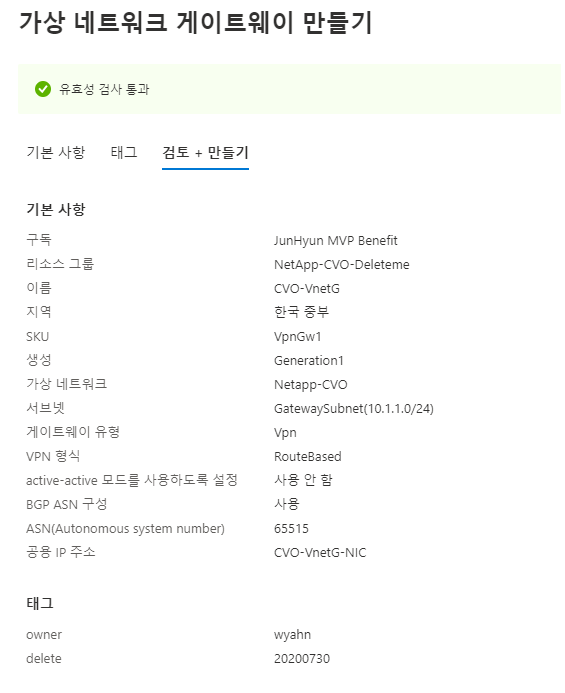 가상 네트워크 게이트웨이 만들기
유효성 검사 통과
기본 사항 태그 검토 + 만들기
기본 사항
구독 JunHyun MVP Benefit
리소스 그룹 NetApp-CVO-Deleteme
이름 CVO-VnetG
지역 한국 중부
SKU VpnGw1
생성 Generation1
가상 네트워크 Netapp-CVO
서브넷 GatewaySubnet(10.1.1.0/24)
게이트웨이 유형 Vpn
VPN 형식 RouteBased
active-active 모드를 사용하도록 설정 사용 안 함
BGP ASN 구성 사용
ASN(Autonomous system number) 65515
공용 IP 주소 CVO-VnetG-NIC
태그
owner wyahn
delete 20200730